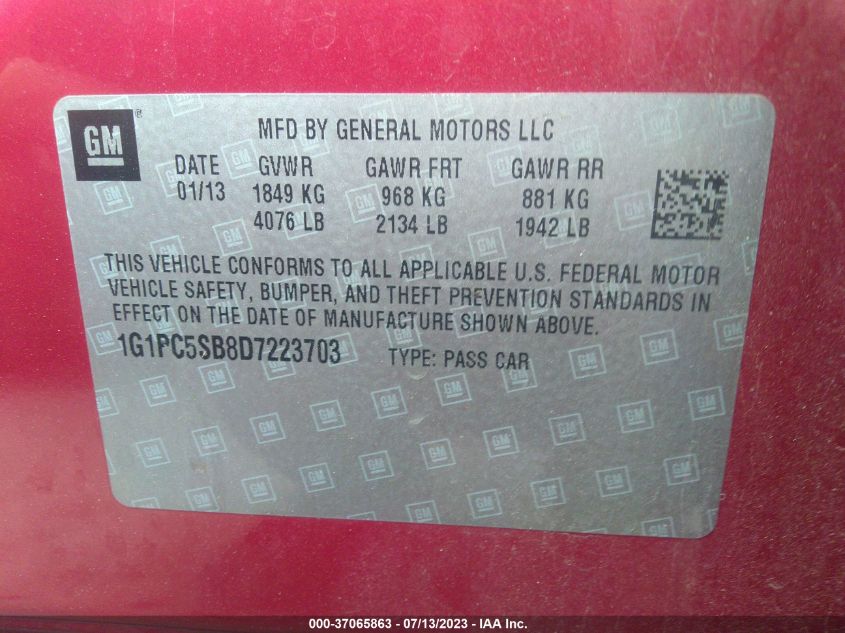 GM®
MFD BY GENERAL MOTORS LLC
DATE GVWR GAWR FRT GAWR RR
01/13 1849 KG 968 KG 881 KG
4076 LB 2134 LB 1942 LB
THIS VEHICLE CONFORMS TO ALL APPLICABLE U.S. FEDERAL MOTOR
VEHICLE SAFETY, BUMPER, AND THEFT PREVENTION STANDARDS IN
EFFECT ON THE DATE OF MANUFACTURE SHOWN ABOVE.
1G1PC5SB8D7223703 TYPE: PASS CAR
000-37065863 - 07/13/2023 - IAA Inc.